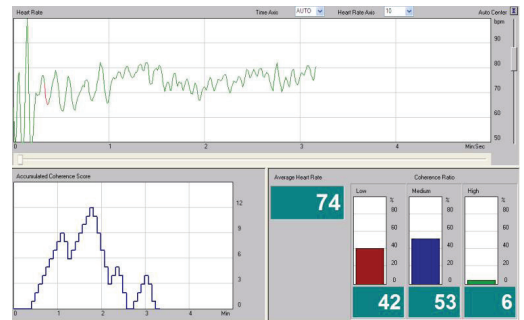 Heart Rate Time Axis AUTO Heart Rate Axis 10 Auto Center
bpm
90
80
70
60
50
0 1 2 3 4 Min:Sec
Accumulated Coherence Score
12
9
6
3
0
0 1 2 3 4 Min
Average Heart Rate
74
Coherence Ratio
Low Medium High
% % %
80 80 80
60 60 60
40 40 40
20 20 20
0 0 0
42 53 6